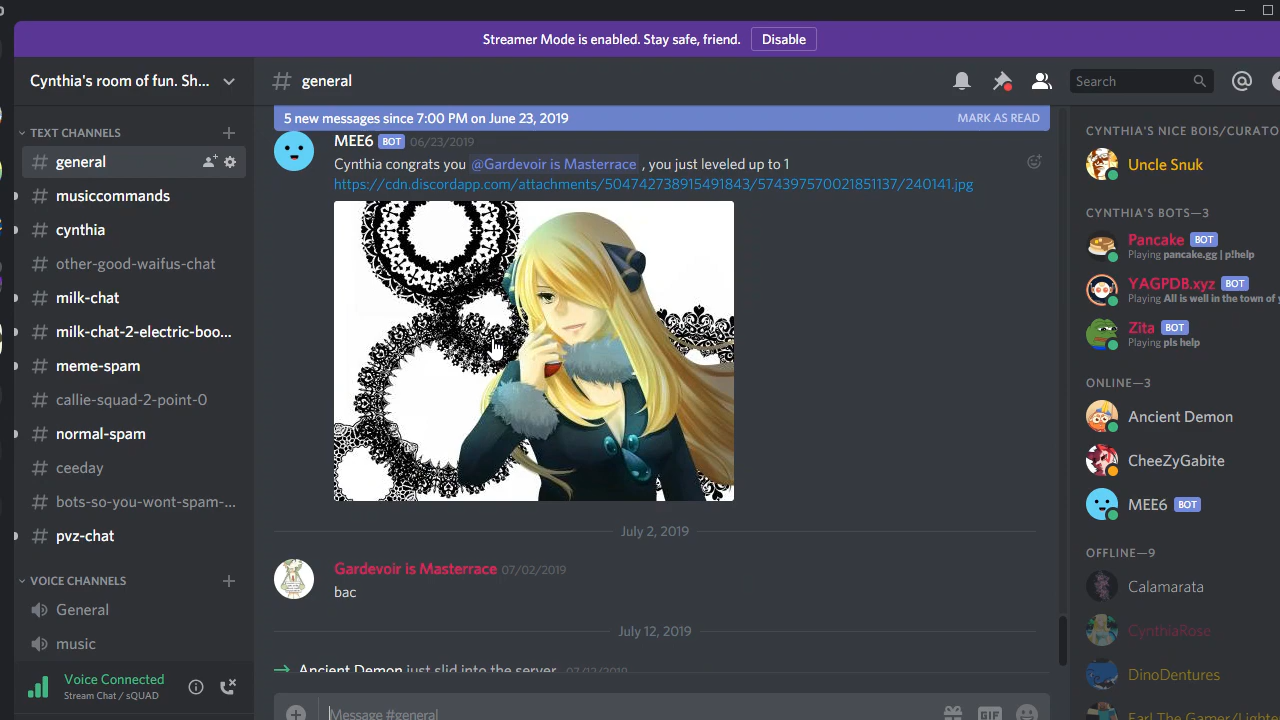 Streamer Mode is enabled. Stay safe, friend. Disable
Cynthia's room of fun. Sh...
general
Search
TEXT CHANNELS
general
musiccommands
cynthia
other-good-waifus-chat
milk-chat
milk-chat-2-electric-boo...
meme-spam
callie-squad-2-point-0
normal-spam
ceeday
bots-so-you-wont-spam-...
pvz-chat
VOICE CHANNELS
General
music
Voice Connected
Stream Chat / sQUAD
5 new messages since 7:00 PM on June 23, 2019 MARK AS READ
MEE6 BOT 06/23/2019
Cynthia congrats you @Gardevoir is Masterrace , you just leveled up to 1
https://cdn.discordapp.com/attachments/504742738915491843/574397570021851137/240141.jpg
July 2, 2019
Gardevoir is Masterrace 07/02/2019
bac
July 12, 2019
Ancient Demon just slid into the server. 07/12/2019
Message #general
GIF
CYNTHIA'S NICE BOIS/CURATO
Uncle Snuk
CYNTHIA'S BOTS—3
Pancake BOT
Playing pancake.gg | p!help
YAGPDB.xyz BOT
Playing All is well in the town of y
Zita BOT
Playing pls help
ONLINE—3
Ancient Demon
CheeZyGabite
MEE6 BOT
OFFLINE—9
Calamarata
CynthiaRose
DinoDentures
Earl The Gamer/Lighte